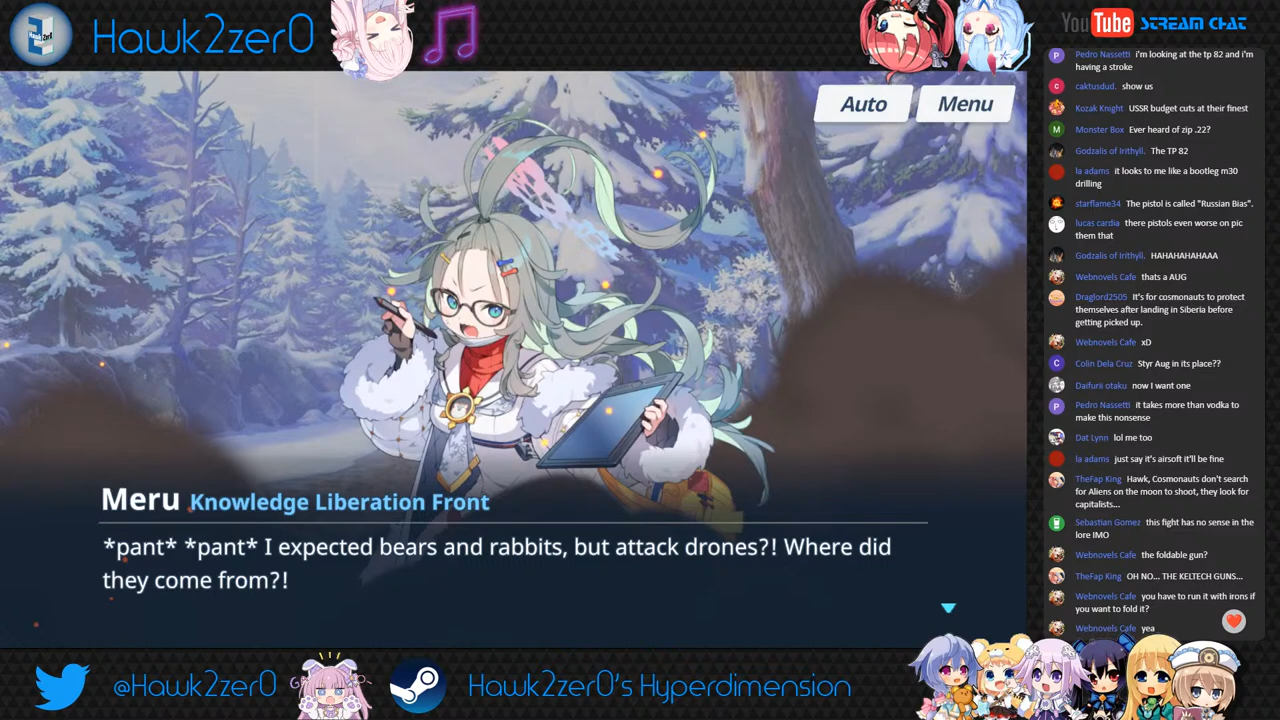 Hawk2zer0
YouTube STREAM CHAT
Auto
Menu
Meru Knowledge Liberation Front
*pant* *pant* I expected bears and rabbits, but attack drones?! Where did
they come from?!
Pedro Nassetti i'm looking at the tp 82 and i'm
having a stroke
caktusdud. show us
Kozak Knight USSR budget cuts at their finest
Monster Box Ever heard of zip .22?
Godzalis of Irithyll. The TP 82
la adams it looks to me like a bootleg m30
drilling
starflame34 The pistol is called "Russian Bias".
lucas cardia there pistols even worse on pic
them that
Godzalis of Irithyll. HAHAHAHAHAAA
Webnovels Cafe thats a AUG
Draglord2505 It's for cosmonauts to protect
themselves after landing in Siberia before
getting picked up.
Webnovels Cafe xD
Colin Dela Cruz Styr Aug in its place??
Daifurii otaku now I want one
Pedro Nassetti it takes more than vodka to
make this nonsense
Dat Lynn lol me too
la adams just say it's airsoft it'll be fine
TheFap King Hawk, Cosmonauts don't search
for Aliens on the moon to shoot, they look for
capitalists...
Sebastian Gomez this fight has no sense in the
lore IMO
Webnovels Cafe the foldable gun?
TheFap King OH NO... THE KELTECH GUNS...
Webnovels Cafe you have to run it with irons if
you want to fold it?
Webnovels Cafe yea
@Hawk2zer0
Hawk2zer0's Hyperdimension